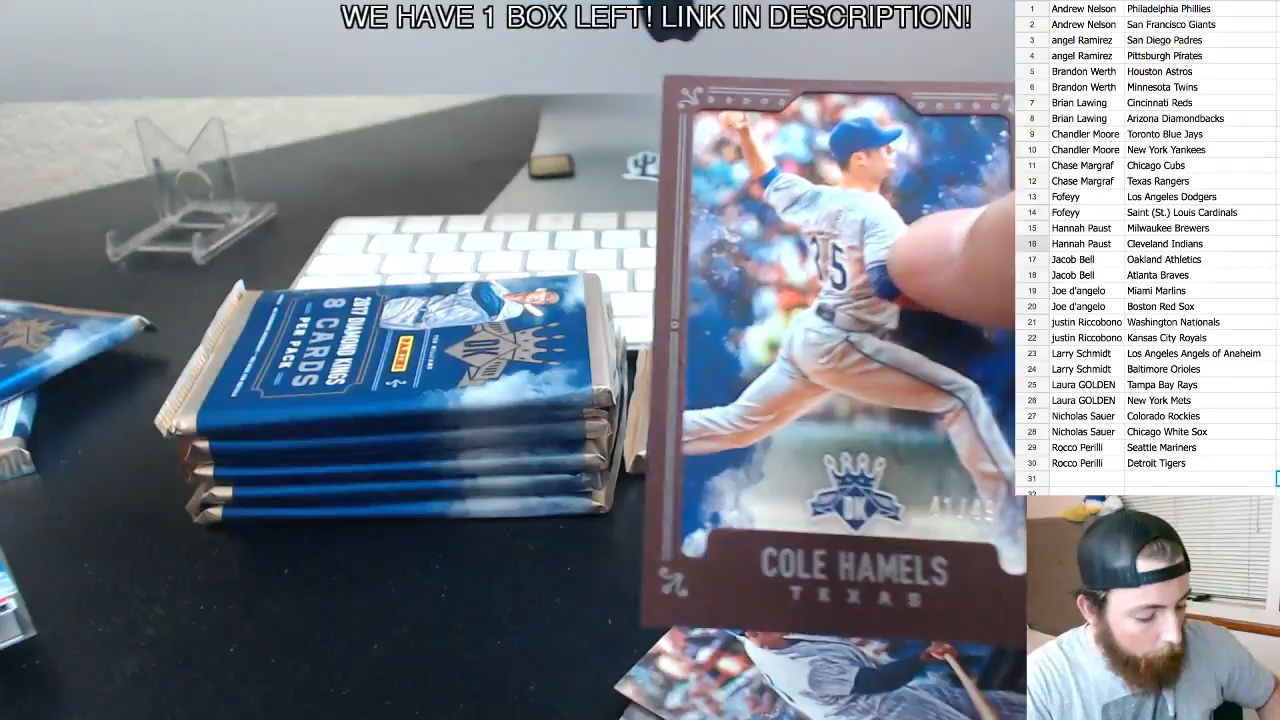 WE HAVE 1 BOX LEFT! LINK IN DESCRIPTION!
1 Andrew Nelson Philadelphia Phillies
2 Andrew Nelson San Francisco Giants
3 angel Ramirez San Diego Padres
4 angel Ramirez Pittsburgh Pirates
5 Brandon Werth Houston Astros
6 Brandon Werth Minnesota Twins
7 Brian Lawing Cincinnati Reds
8 Brian Lawing Arizona Diamondbacks
9 Chandler Moore Toronto Blue Jays
10 Chandler Moore New York Yankees
11 Chase Margraf Chicago Cubs
12 Chase Margraf Texas Rangers
13 Fofeyy Los Angeles Dodgers
14 Fofeyy Saint (St.) Louis Cardinals
15 Hannah Paust Milwaukee Brewers
16 Hannah Paust Cleveland Indians
17 Jacob Bell Oakland Athletics
18 Jacob Bell Atlanta Braves
19 Joe d'angelo Miami Marlins
20 Joe d'angelo Boston Red Sox
21 justin Riccobono Washington Nationals
22 justin Riccobono Kansas City Royals
23 Larry Schmidt Los Angeles Angels of Anaheim
24 Larry Schmidt Baltimore Orioles
25 Laura GOLDEN Tampa Bay Rays
26 Laura GOLDEN New York Mets
27 Nicholas Sauer Colorado Rockies
28 Nicholas Sauer Chicago White Sox
29 Rocco Perilli Seattle Mariners
30 Rocco Perilli Detroit Tigers
31
32
2017 DIAMOND KINGS
8 CARDS
PER PACK
PANINI
DK
35
DK
COLE HAMELS
TEXAS